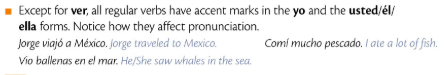 ■ Except for ver, all regular verbs have accent marks in the yo and the usted/él/
ella forms. Notice how they affect pronunciation.
Jorge viajó a México. Jorge traveled to Mexico. Comí mucho pescado. I ate a lot of fish.
Vio ballenas en el mar. He/She saw whales in the sea.